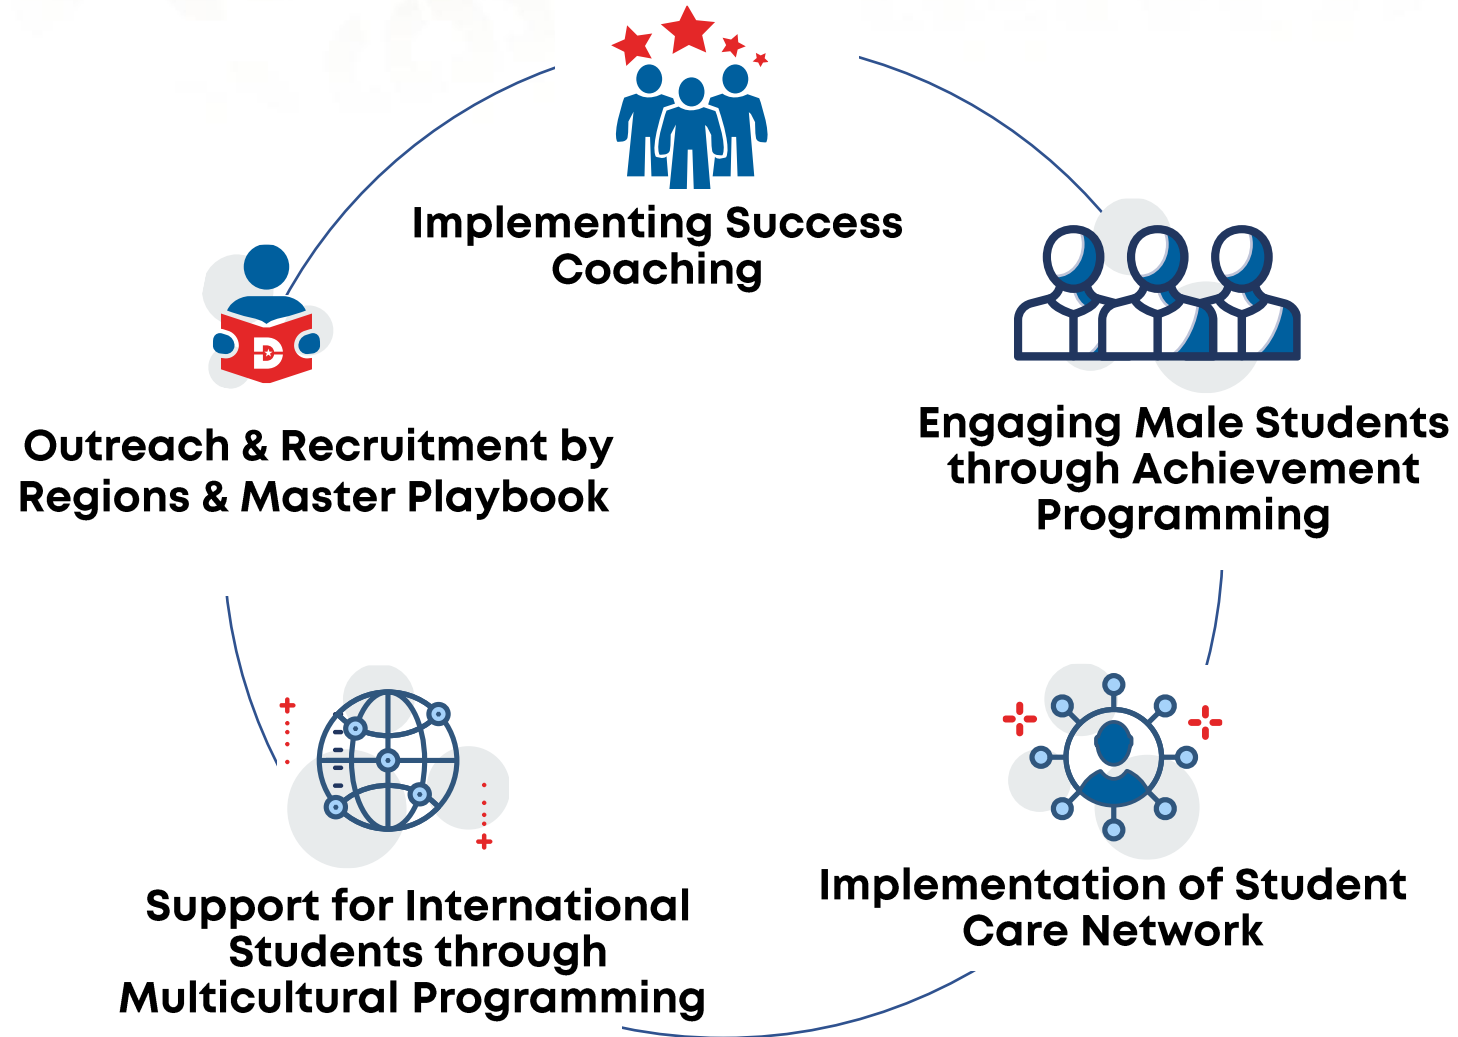 Implementing Success
Coaching
Engaging Male Students
through Achievement
Programming
Implementation of Student
Care Network
Support for International
Students through
Multicultural Programming
Outreach & Recruitment by
Regions & Master Playbook
D